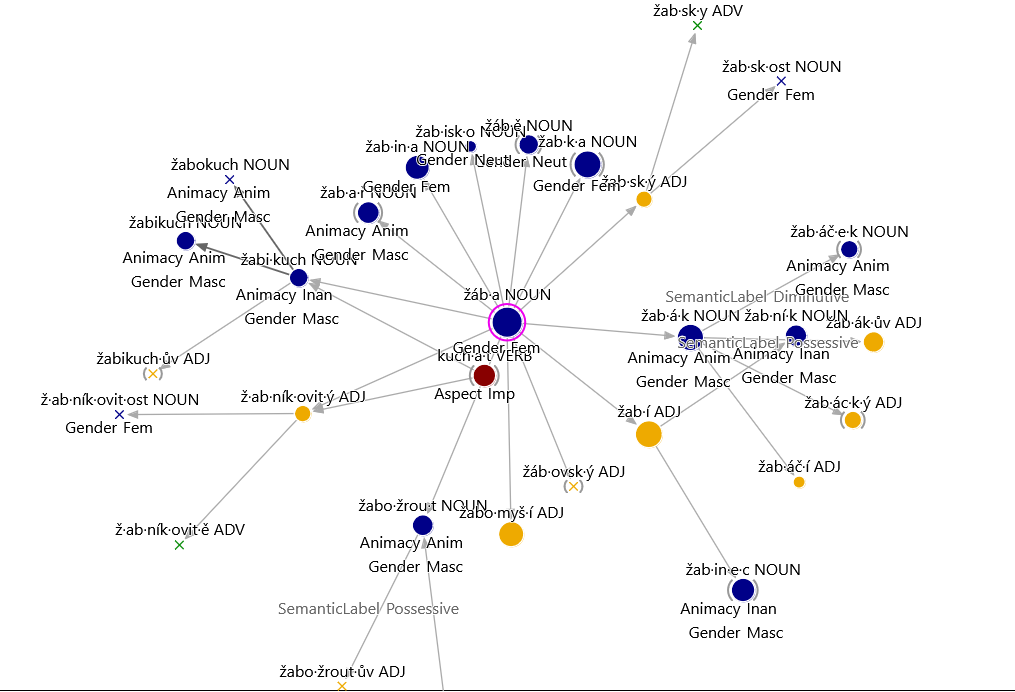 žab·sk·y ADV
žab·sk·ost NOUN
Gender Fem
žab·isk·o NOUN
Gender Neut
žáb·ě NOUN
Gender Neut
žab·k·a NOUN
Gender Fem
žab·in·a NOUN
Gender Fem
žabokuch NOUN
Animacy Anim
Gender Masc
žab·sk·ý ADJ
žab·a·ř NOUN
Animacy Anim
Gender Masc
žabikuch NOUN
Animacy Anim
Gender Masc
žab·áč·e·k NOUN
Animacy Anim
Gender Masc
žabi·kuch NOUN
Animacy Inan
Gender Masc
žáb·a NOUN
Gender Fem
SemanticLabel Diminutive
žab·á·k NOUN
Animacy Anim
Gender Masc
žab·ní·k NOUN
Animacy Inan
Gender Masc
žab·ák·ův ADJ
SemanticLabel Possessive
kuch·a·t VERB
Aspect Imp
žabikuch·ův ADJ
ž·ab·ník·ovit·ost NOUN
Gender Fem
ž·ab·ník·ovit·ý ADJ
žab·ác·k·ý ADJ
žab·í ADJ
žab·áč·í ADJ
žáb·ovsk·ý ADJ
žabo·žrout NOUN
Animacy Anim
Gender Masc
žabo·myš·í ADJ
ž·ab·ník·ovit·ě ADV
žab·in·e·c NOUN
Animacy Inan
Gender Masc
SemanticLabel Possessive
žabo·žrout·ův ADJ